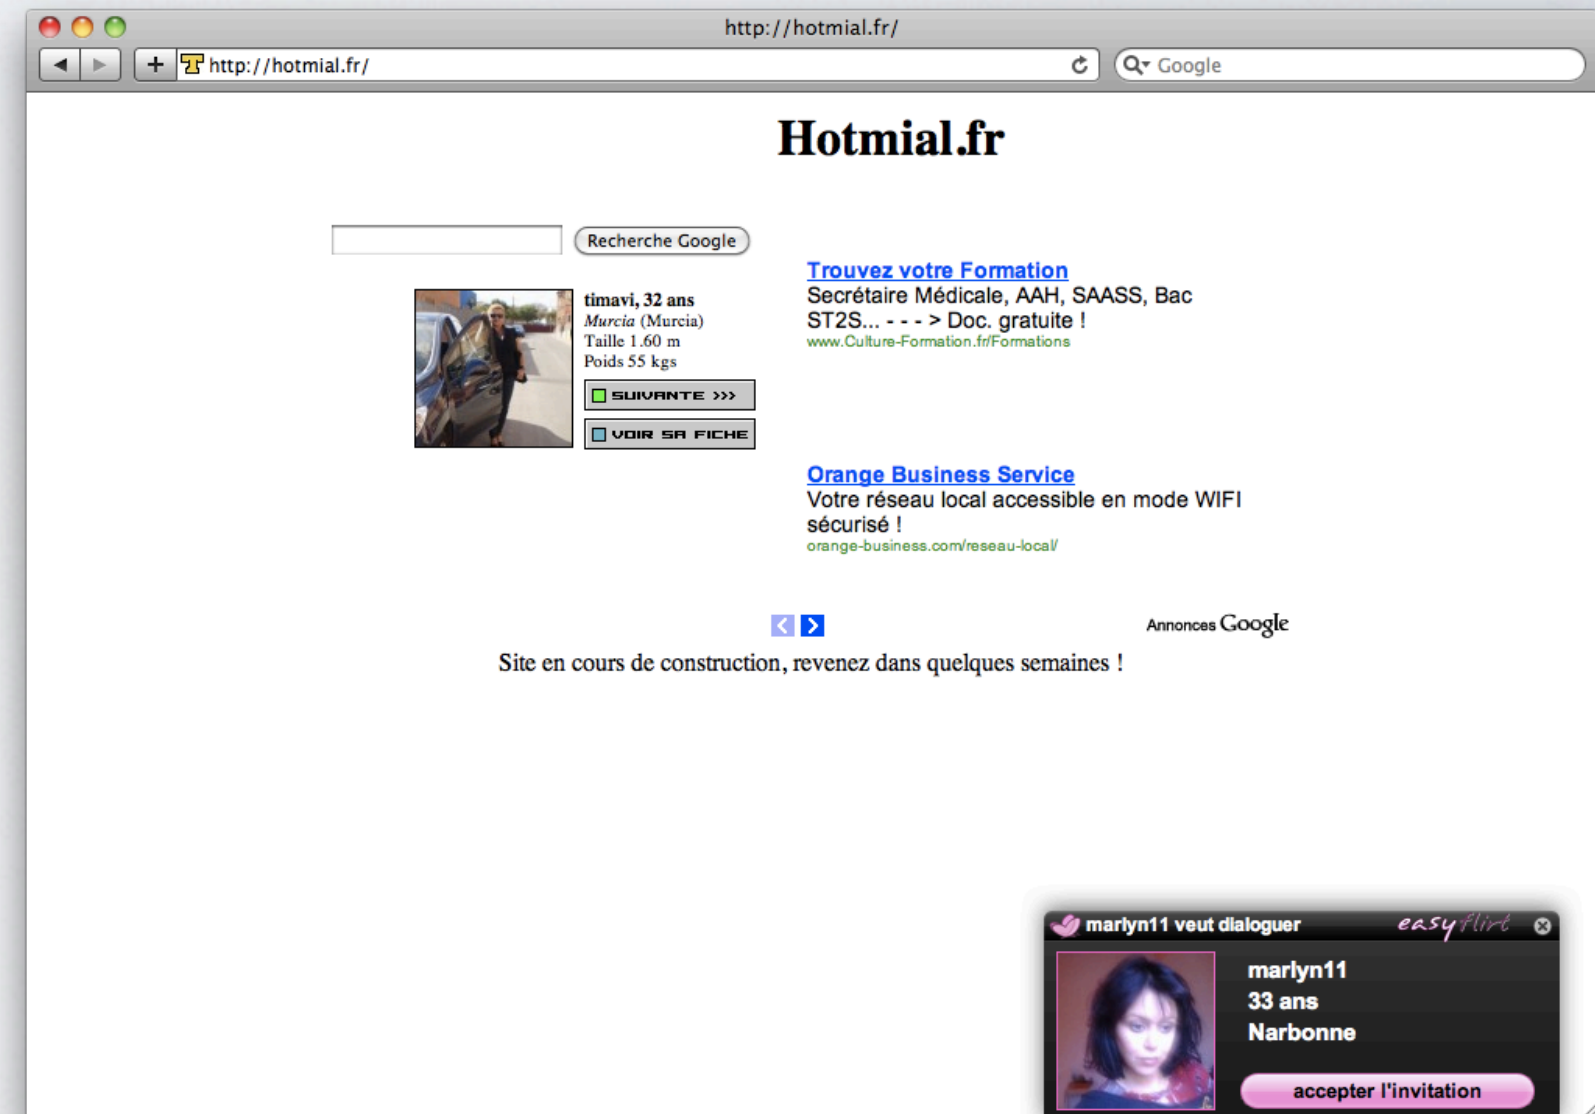 http://hotmial.fr/
http://hotmial.fr/
Google
Hotmial.fr
Recherche Google
timavi, 32 ans
Murcia (Murcia)
Taille 1.60 m
Poids 55 kgs
SUIVANTE >>>
VOIR SA FICHE
Trouvez votre Formation
Secrétaire Médicale, AAH, SAASS, Bac
ST2S... - - - > Doc. gratuite !
www.Culture-Formation.fr/Formations
Orange Business Service
Votre réseau local accessible en mode WIFI
sécurisé !
orange-business.com/reseau-local/
Annonces Google
Site en cours de construction, revenez dans quelques semaines !
marlyn11 veut dialoguer
easyflirt
marlyn11
33 ans
Narbonne
accepter l'invitation